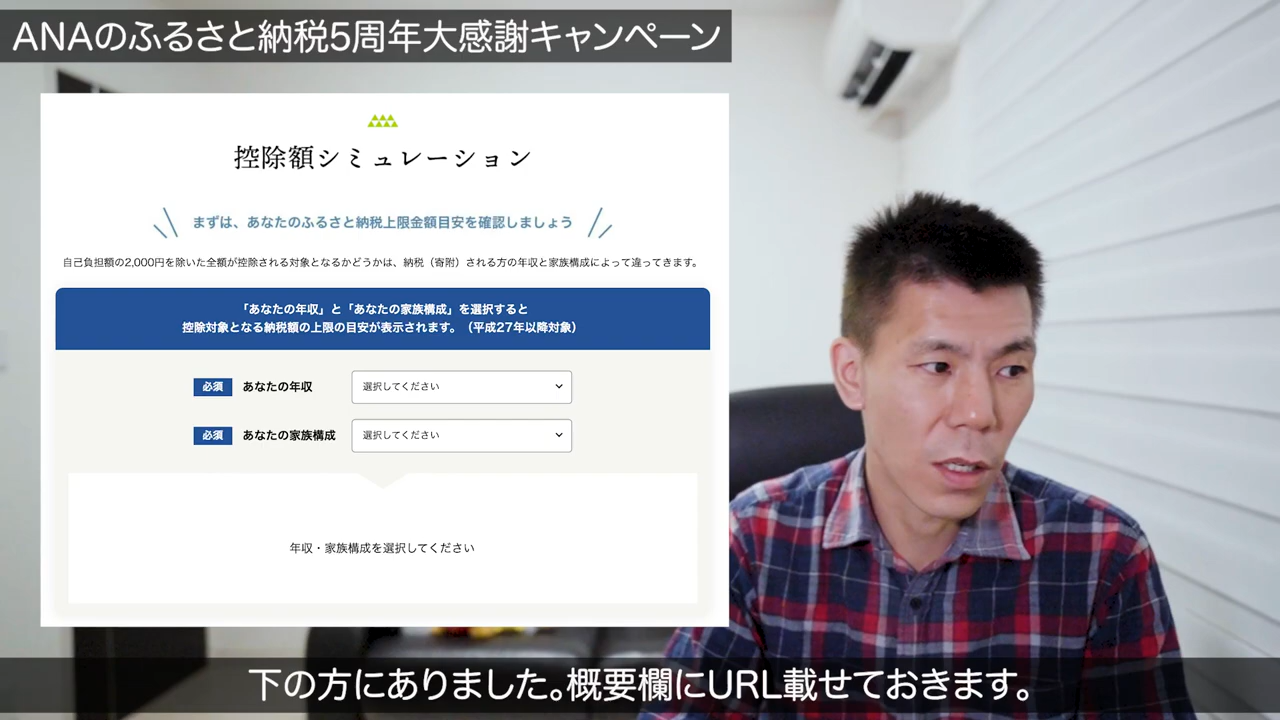 ANAのふるさと納税5周年大感謝キャンペーン
控除額シミュレーション
まずは、あなたのふるさと納税上限金額目安を確認しましょう
自己負担額の2,000円を除いた全額が控除される対象となるかどうかは、納税（寄附）される方の年収と家族構成によって違ってきます。
「あなたの年収」と「あなたの家族構成」を選択すると
控除対象となる納税額の上限の目安が表示されます。（平成27年以降対象）
必須 あなたの年収 選択してください
必須 あなたの家族構成 選択してください
年収・家族構成を選択してください
下の方にありました。概要欄にURL載せておきます。